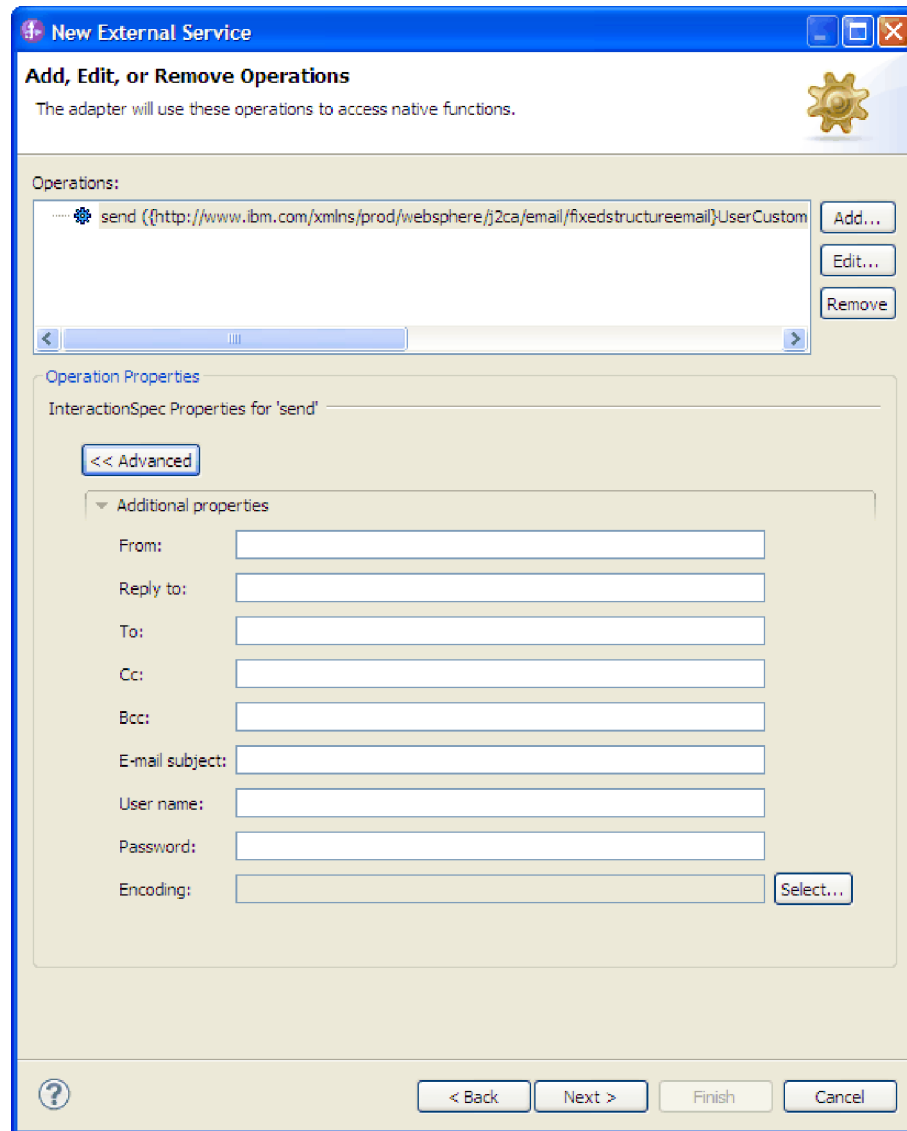 New External Service
Add, Edit, or Remove Operations
The adapter will use these operations to access native functions.
Operations:
send ({http://www.ibm.com/xmlns/prod/websphere/j2ca/email/fixedstructureemail}UserCustom
Add...
Edit...
Remove
Operation Properties
InteractionSpec Properties for 'send'
<< Advanced
Additional properties
From:
Reply to:
To:
Cc:
Bcc:
E-mail subject:
User name:
Password:
Encoding:
Select...
?
< Back
Next >
Finish
Cancel